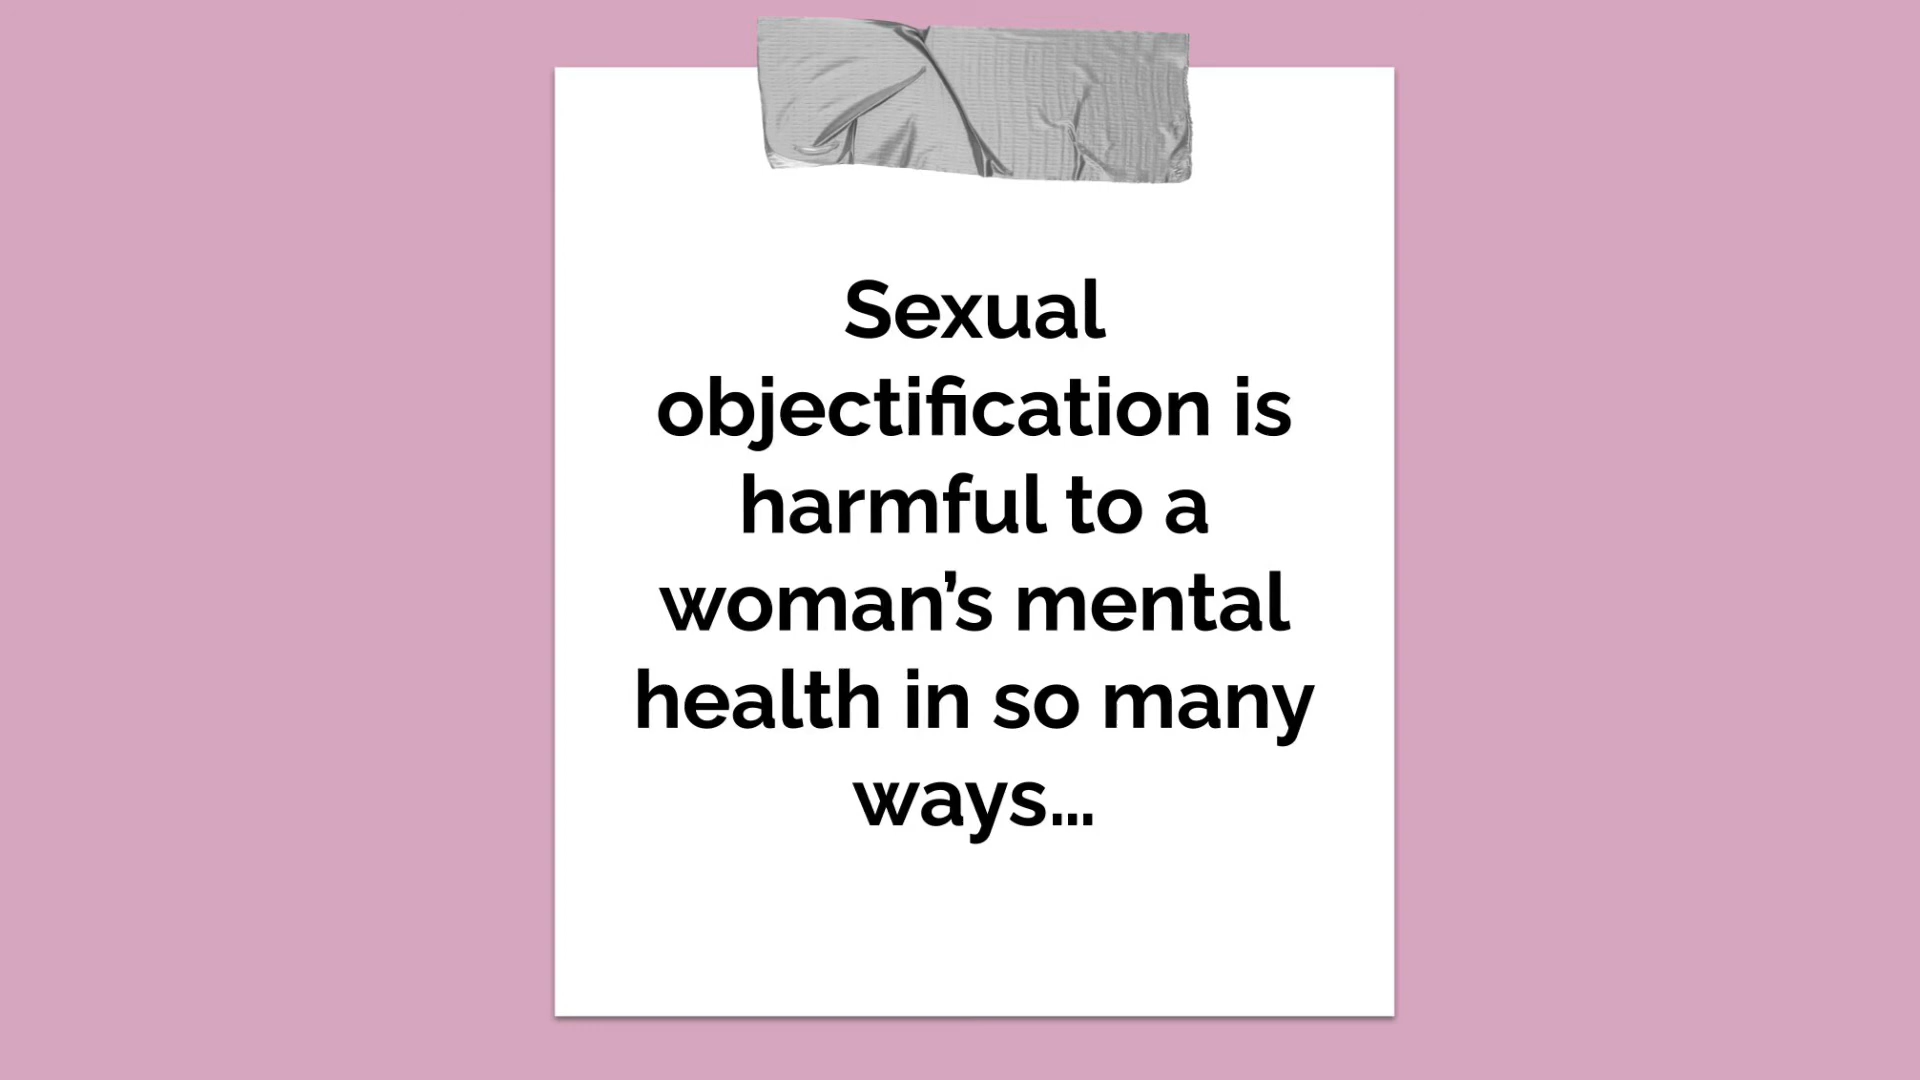 Sexual
objectification is
harmful to a
woman’s mental
health in so many
ways...